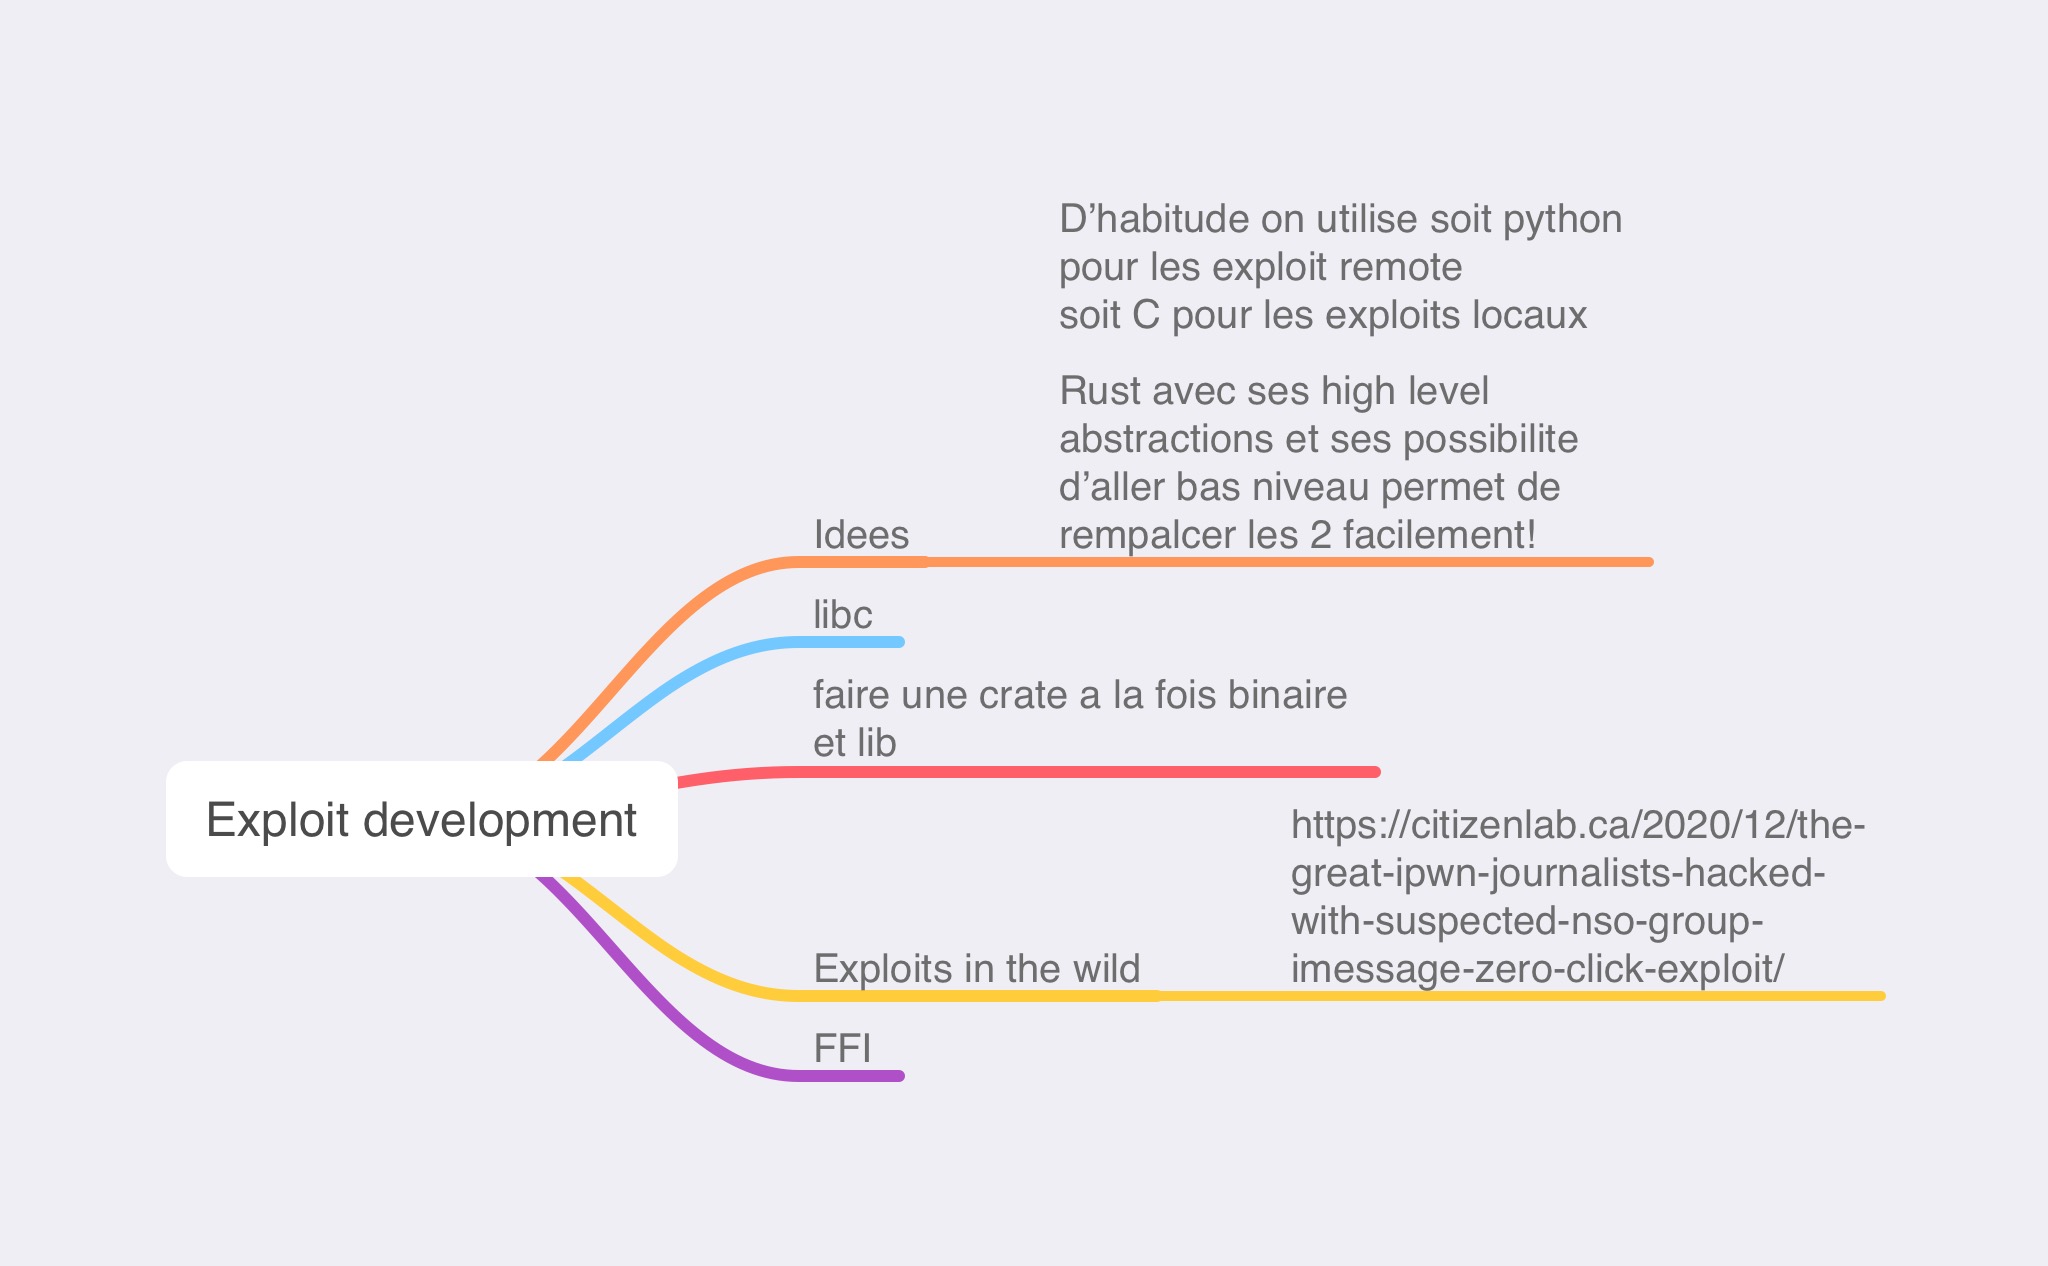 D’habitude on utilise soit python
pour les exploit remote
soit C pour les exploits locaux
Rust avec ses high level
abstractions et ses possibilite
d’aller bas niveau permet de
rempalcer les 2 facilement!
Idees
libc
faire une crate a la fois binaire
et lib
Exploit development
https://citizenlab.ca/2020/12/the-
great-ipwn-journalists-hacked-
with-suspected-nso-group-
imessage-zero-click-exploit/
Exploits in the wild
FFI